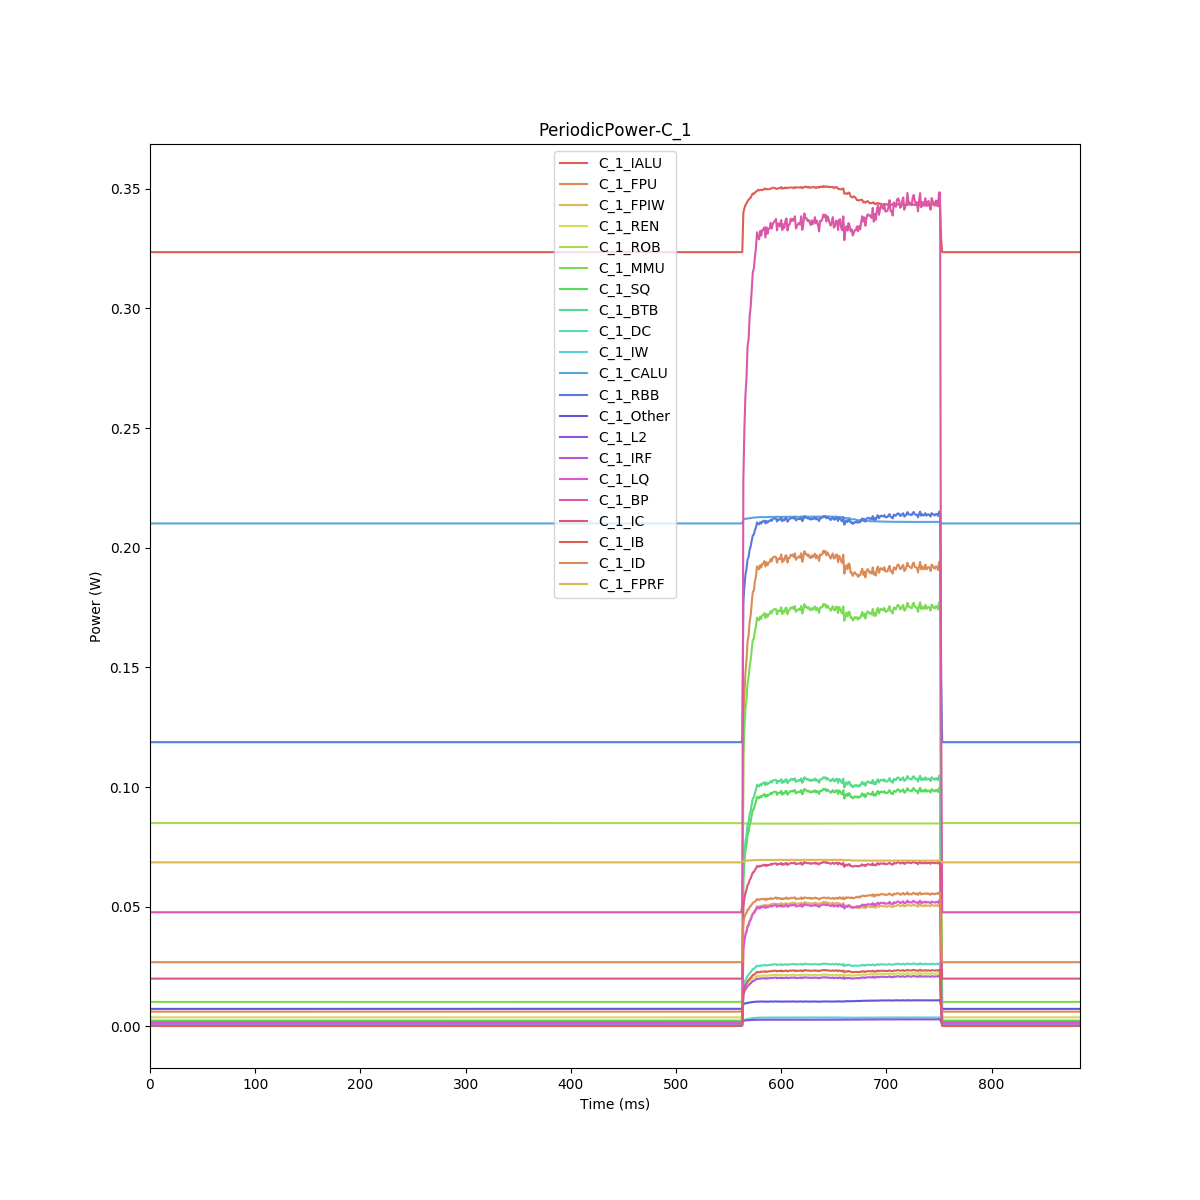 PeriodicPower-C_1
C_1_IALU
C_1_FPU
C_1_FPIW
C_1_REN
C_1_ROB
C_1_MMU
C_1_SQ
C_1_BTB
C_1_DC
C_1_IW
C_1_CALU
C_1_RBB
C_1_Other
C_1_L2
C_1_IRF
C_1_LQ
C_1_BP
C_1_IC
C_1_IB
C_1_ID
C_1_FPRF
0.35
0.30
0.25
0.20
0.15
0.10
0.05
0.00
Power (W)
0 100 200 300 400 500 600 700 800
Time (ms)